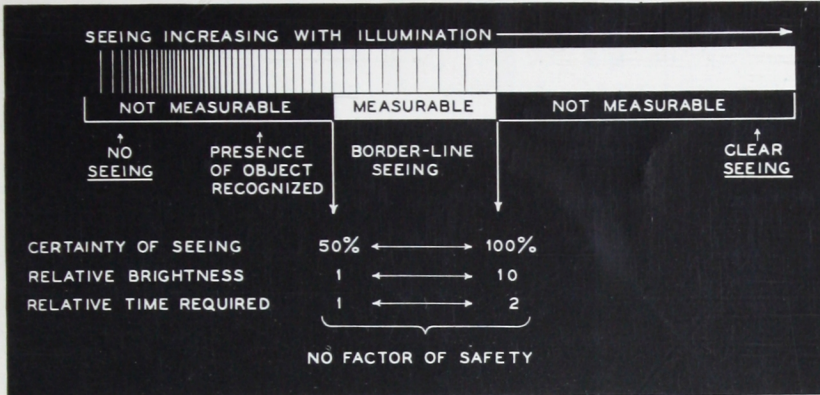 SEEING INCREASING WITH ILLUMINATION
NOT MEASURABLE MEASURABLE NOT MEASURABLE
NO SEEING
PRESENCE OF OBJECT RECOGNIZED
BORDER-LINE SEEING
CLEAR SEEING
CERTAINTY OF SEEING 50% 100%
RELATIVE BRIGHTNESS 1 10
RELATIVE TIME REQUIRED 1 2
NO FACTOR OF SAFETY